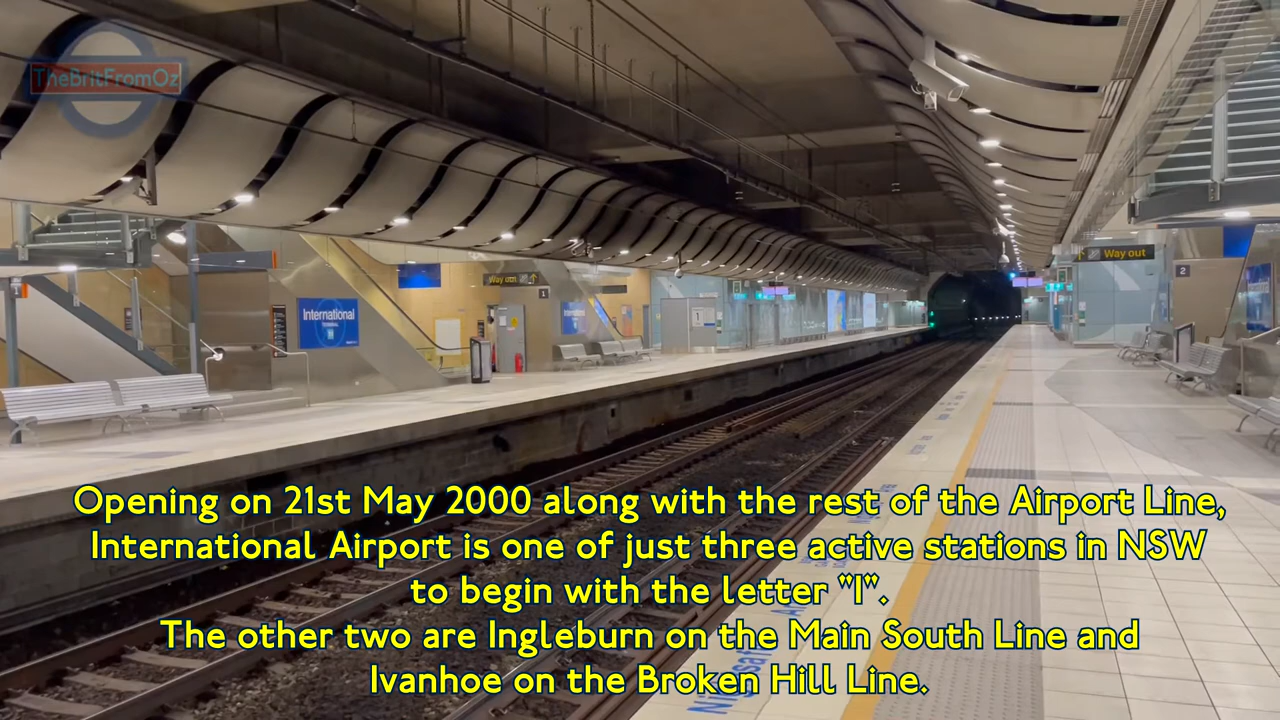 TheBritFromOz
Way out
2
Way out
1
International
TERMINAL
1
Opening on 21st May 2000 along with the rest of the Airport Line,
International Airport is one of just three active stations in NSW
to begin with the letter "I".
The other two are Ingleburn on the Main South Line and
Ivanhoe on the Broken Hill Line.